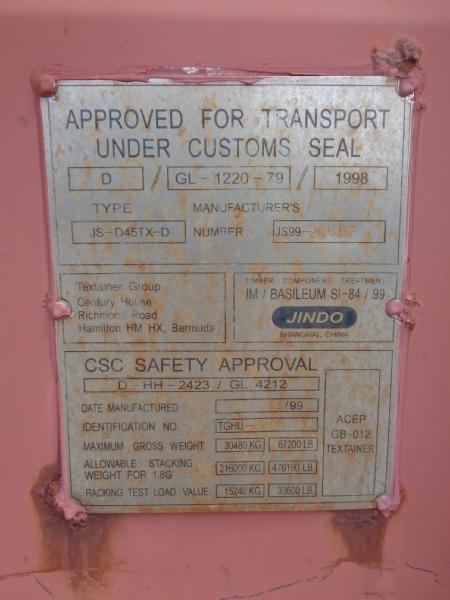 APPROVED FOR TRANSPORT
UNDER CUSTOMS SEAL
D / GL-1220-79 / 1998
TYPE MANUFACTURER'S
JS-D45TX-D NUMBER JS99-
Textainer Group
Century House
Richmond Road
Hamilton HM HX, Bermuda
TIMBER COMPONENT TREATMENT
IM / BASILEUM SI-84 / 99
JINDO
SHANGHAI, CHINA
CSC SAFETY APPROVAL
D-HH-2423 / GL 4212
DATE MANUFACTURED /99
IDENTIFICATION NO. TGHU-
MAXIMUM GROSS WEIGHT 30480 KG 67200 LB
ALLOWABLE STACKING
WEIGHT FOR 1.8G 216000 KG 476190 LB
RACKING TEST LOAD VALUE 15240 KG 33600 LB
ACEP
GB-012
TEXTAINER